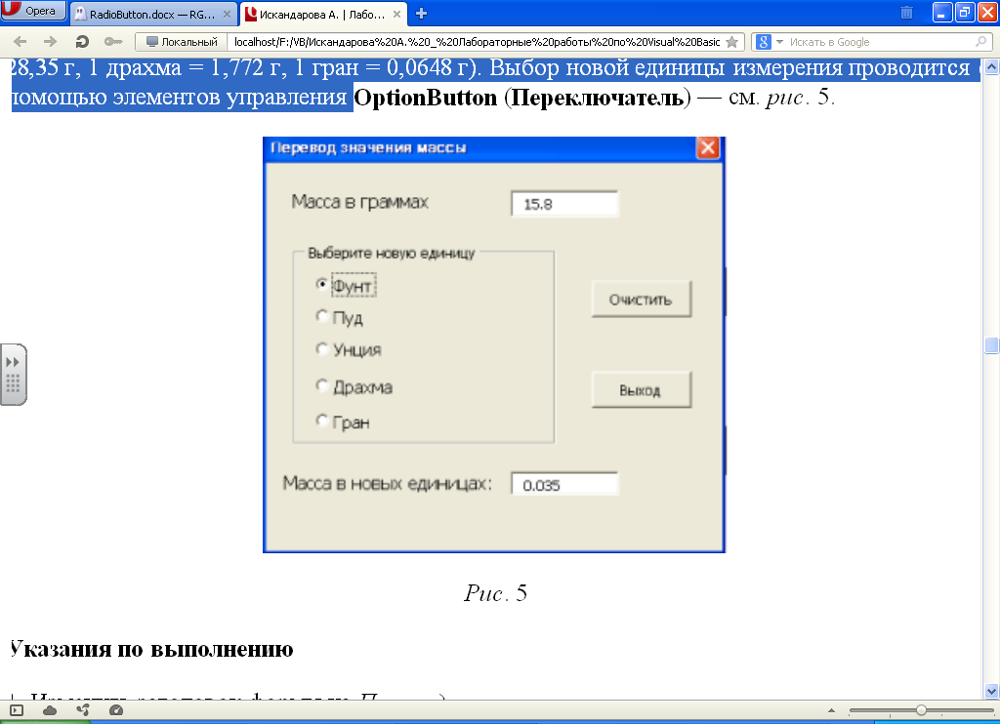 Opera
RadioButton.docx — RG...
Искандарова А. | Лабо...
Локальный
localhost/F:/VB/Искандарова%20А.%20_%20Лабораторные%20работы%20по%20Visual%20Basic
Искать в Google
28,35 г, 1 драхма = 1,772 г, 1 гран = 0,0648 г). Выбор новой единицы измерения проводится
помощью элементов управления OptionButton (Переключатель) — см. рис. 5.
Перевод значения массы
Масса в граммах
15.8
Выберите новую единицу
Фунт
Пуд
Унция
Драхма
Гран
Очистить
Выход
Масса в новых единицах:
0.035
Рис. 5
Указания по выполнению